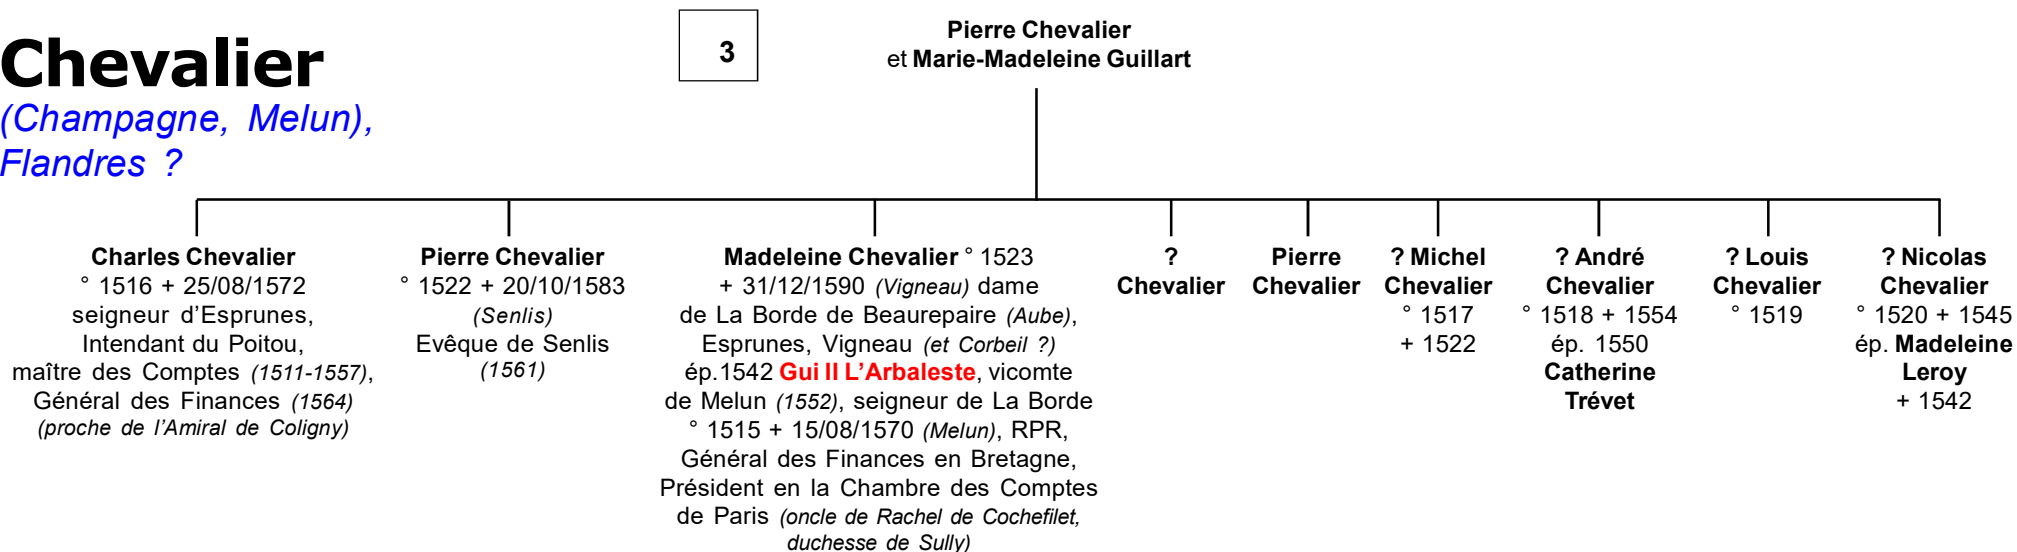 Chevalier
(Champagne, Melun),
Flandres ?
3
Pierre Chevalier
et Marie-Madeleine Guillart
Charles Chevalier
° 1516 + 25/08/1572
seigneur d’Esprunes,
Intendant du Poitou,
maître des Comptes (1511-1557),
Général des Finances (1564)
(proche de l’Amiral de Coligny)
Pierre Chevalier
° 1522 + 20/10/1583
(Senlis)
Evêque de Senlis
(1561)
Madeleine Chevalier ° 1523
+ 31/12/1590 (Vigneau) dame
de La Borde de Beaurepaire (Aube),
Esprunes, Vigneau (et Corbeil ?)
ép.1542 Gui II L’Arbaleste, vicomte
de Melun (1552), seigneur de La Borde
° 1515 + 15/08/1570 (Melun), RPR,
Général des Finances en Bretagne,
Président en la Chambre des Comptes
de Paris (oncle de Rachel de Cochefilet,
duchesse de Sully)
?
Chevalier
Pierre
Chevalier
? Michel
Chevalier
° 1517
+ 1522
? André
Chevalier
° 1518 + 1554
ép. 1550
Catherine
Trévet
? Louis
Chevalier
° 1519
? Nicolas
Chevalier
° 1520 + 1545
ép. Madeleine
Leroy
+ 1542